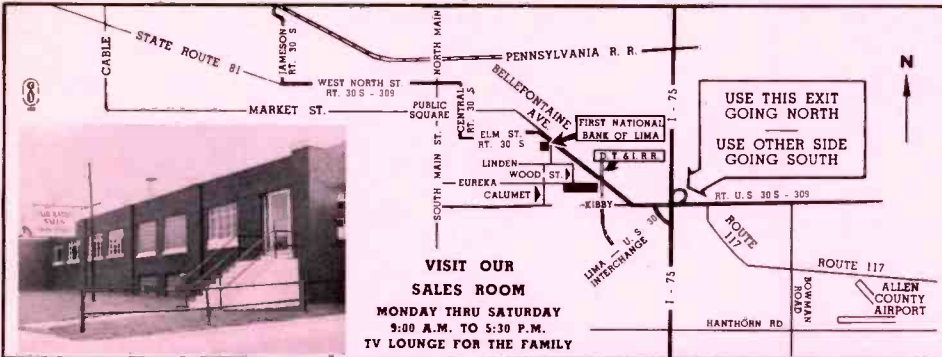 CABLE
STATE ROUTE 81
JAMESON
RT. 30 S
NORTH MAIN
PENNSYLVANIA R. R.
WEST NORTH ST.
RT. 30 S - 309
MARKET ST.
PUBLIC
SQUARE
CENTRAL
RT. 30 S
BELLEFONTAINE
AVE.
ELM ST.
RT. 30 S
FIRST NATIONAL
BANK OF LIMA
D. T. & I. R.R.
LINDEN
WOOD ST.
EUREKA
CALUMET
KIBBY
SOUTH MAIN ST.
I - 75
N
USE THIS EXIT
GOING NORTH
USE OTHER SIDE
GOING SOUTH
RT. U.S 30 S - 309
LIMA — U. S. 30
INTERCHANGE
I - 75
ROUTE
117
ROUTE 117
BOWMAN
ROAD
ALLEN
COUNTY
AIRPORT
HANTHORN RD
VISIT OUR
SALES ROOM
MONDAY THRU SATURDAY
9:00 A.M. TO 5:30 P.M.
TV LOUNGE FOR THE FAMILY